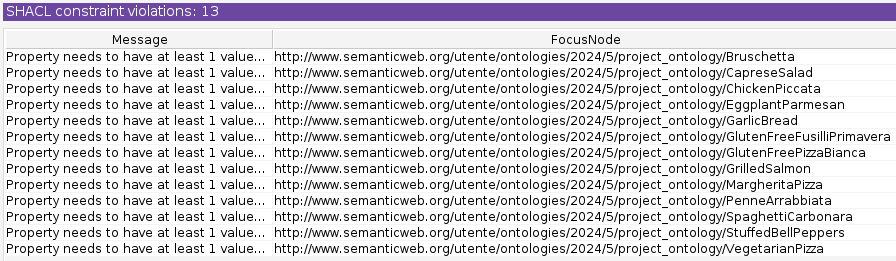 SHACL constraint violations: 13
Message FocusNode
Property needs to have at least 1 value... http://www.semanticweb.org/utente/ontologies/2024/5/project_ontology/Bruschetta
Property needs to have at least 1 value... http://www.semanticweb.org/utente/ontologies/2024/5/project_ontology/CapreseSalad
Property needs to have at least 1 value... http://www.semanticweb.org/utente/ontologies/2024/5/project_ontology/ChickenPiccata
Property needs to have at least 1 value... http://www.semanticweb.org/utente/ontologies/2024/5/project_ontology/EggplantParmesan
Property needs to have at least 1 value... http://www.semanticweb.org/utente/ontologies/2024/5/project_ontology/GarlicBread
Property needs to have at least 1 value... http://www.semanticweb.org/utente/ontologies/2024/5/project_ontology/GlutenFreeFusilliPrimavera
Property needs to have at least 1 value... http://www.semanticweb.org/utente/ontologies/2024/5/project_ontology/GlutenFreePizzaBianca
Property needs to have at least 1 value... http://www.semanticweb.org/utente/ontologies/2024/5/project_ontology/GrilledSalmon
Property needs to have at least 1 value... http://www.semanticweb.org/utente/ontologies/2024/5/project_ontology/MargheritaPizza
Property needs to have at least 1 value... http://www.semanticweb.org/utente/ontologies/2024/5/project_ontology/PenneArrabbiata
Property needs to have at least 1 value... http://www.semanticweb.org/utente/ontologies/2024/5/project_ontology/SpaghettiCarbonara
Property needs to have at least 1 value... http://www.semanticweb.org/utente/ontologies/2024/5/project_ontology/StuffedBellPeppers
Property needs to have at least 1 value... http://www.semanticweb.org/utente/ontologies/2024/5/project_ontology/VegetarianPizza